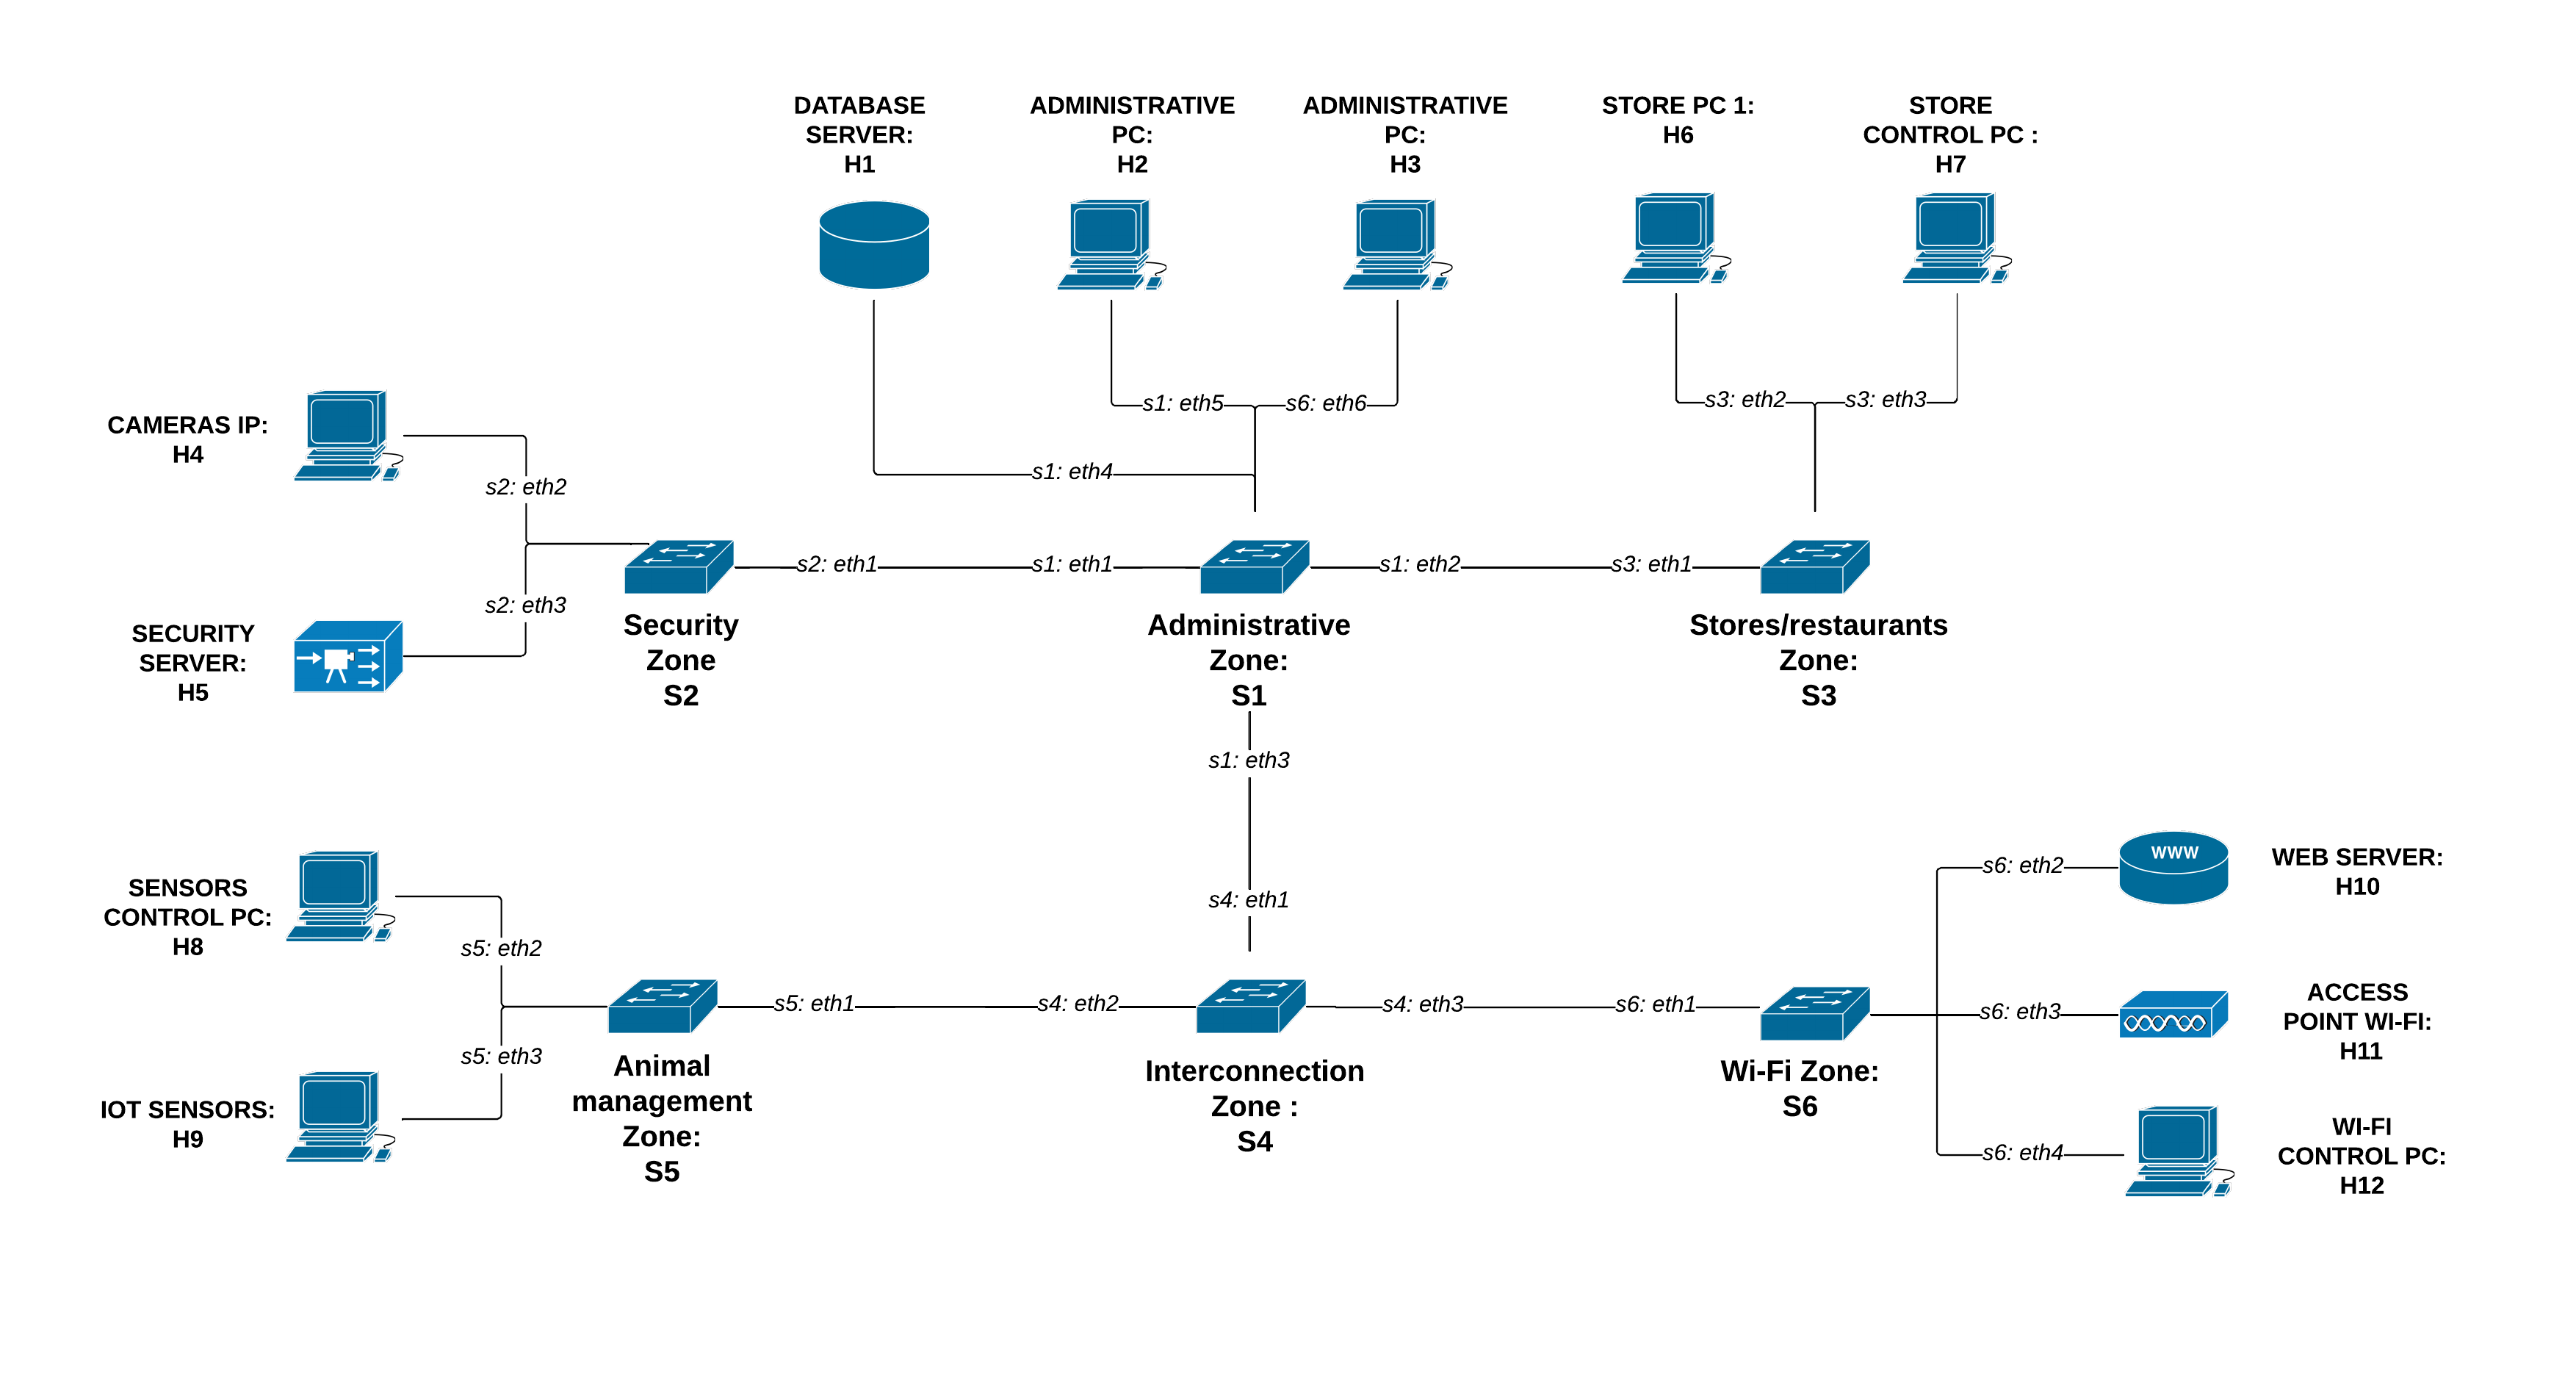 DATABASE
SERVER:
H1
ADMINISTRATIVE
PC:
H2
ADMINISTRATIVE
PC:
H3
STORE PC 1:
H6
STORE
CONTROL PC :
H7
s1: eth5
s6: eth6
s3: eth2
s3: eth3
CAMERAS IP:
H4
s1: eth4
s2: eth2
s2: eth1
s1: eth1
s1: eth2
s3: eth1
s2: eth3
SECURITY
SERVER:
H5
Security
Zone
S2
Administrative
Zone:
S1
Stores/restaurants
Zone:
S3
s1: eth3
s4: eth1
SENSORS
CONTROL PC:
H8
s5: eth2
s6: eth2
WEB SERVER:
H10
s5: eth1
s4: eth2
s4: eth3
s6: eth1
s6: eth3
ACCESS
POINT WI-FI:
H11
s5: eth3
IOT SENSORS:
H9
Animal
management
Zone:
S5
Interconnection
Zone :
S4
Wi-Fi Zone:
S6
s6: eth4
WI-FI
CONTROL PC:
H12
WWW